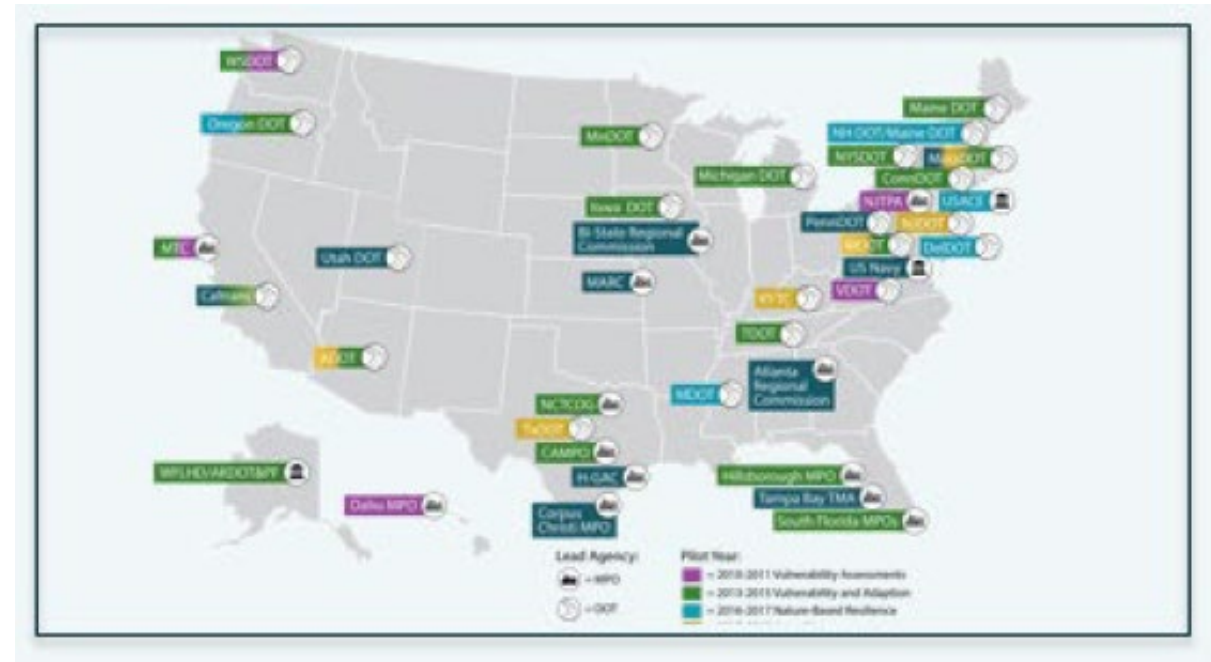 WSDOT
Maine DOT
Oregon DOT
NH DOT/Maine DOT
MnDOT
NYSDOT
MassDOT
Michigan DOT
ConnDOT
NJTPA
USACE
Iowa DOT
PennDOT
NJDOT
Bi-State Regional
Commission
MTC
DelDOT
Utah DOT
US Navy
MARC
VDOT
Caltrans
KYTC
TDOT
ADOT
Atlanta
Regional
Commission
MDOT
NCTCOG
TxDOT
CAMPO
WFLHD/AKDOT&PF
H-GAC
Hillsborough MPO
Tampa Bay TMA
Oahu MPO
Corpus
Christi MPO
South Florida MPOs
Lead Agency:
= MPO
= DOT
Pilot Year:
= 2010-2011 Vulnerability Assessments
= 2013-2015 Vulnerability and Adaption
= 2016-2017 Nature-Based Resilience